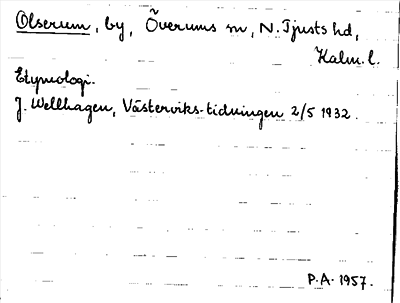 Olserum, by, Överums sn, N. Tjusts hd,
Kalm. l.
Etymologi.
J. Wellhagen, Västerviks-tidningen 2/5 1932.
P.A. 1957.